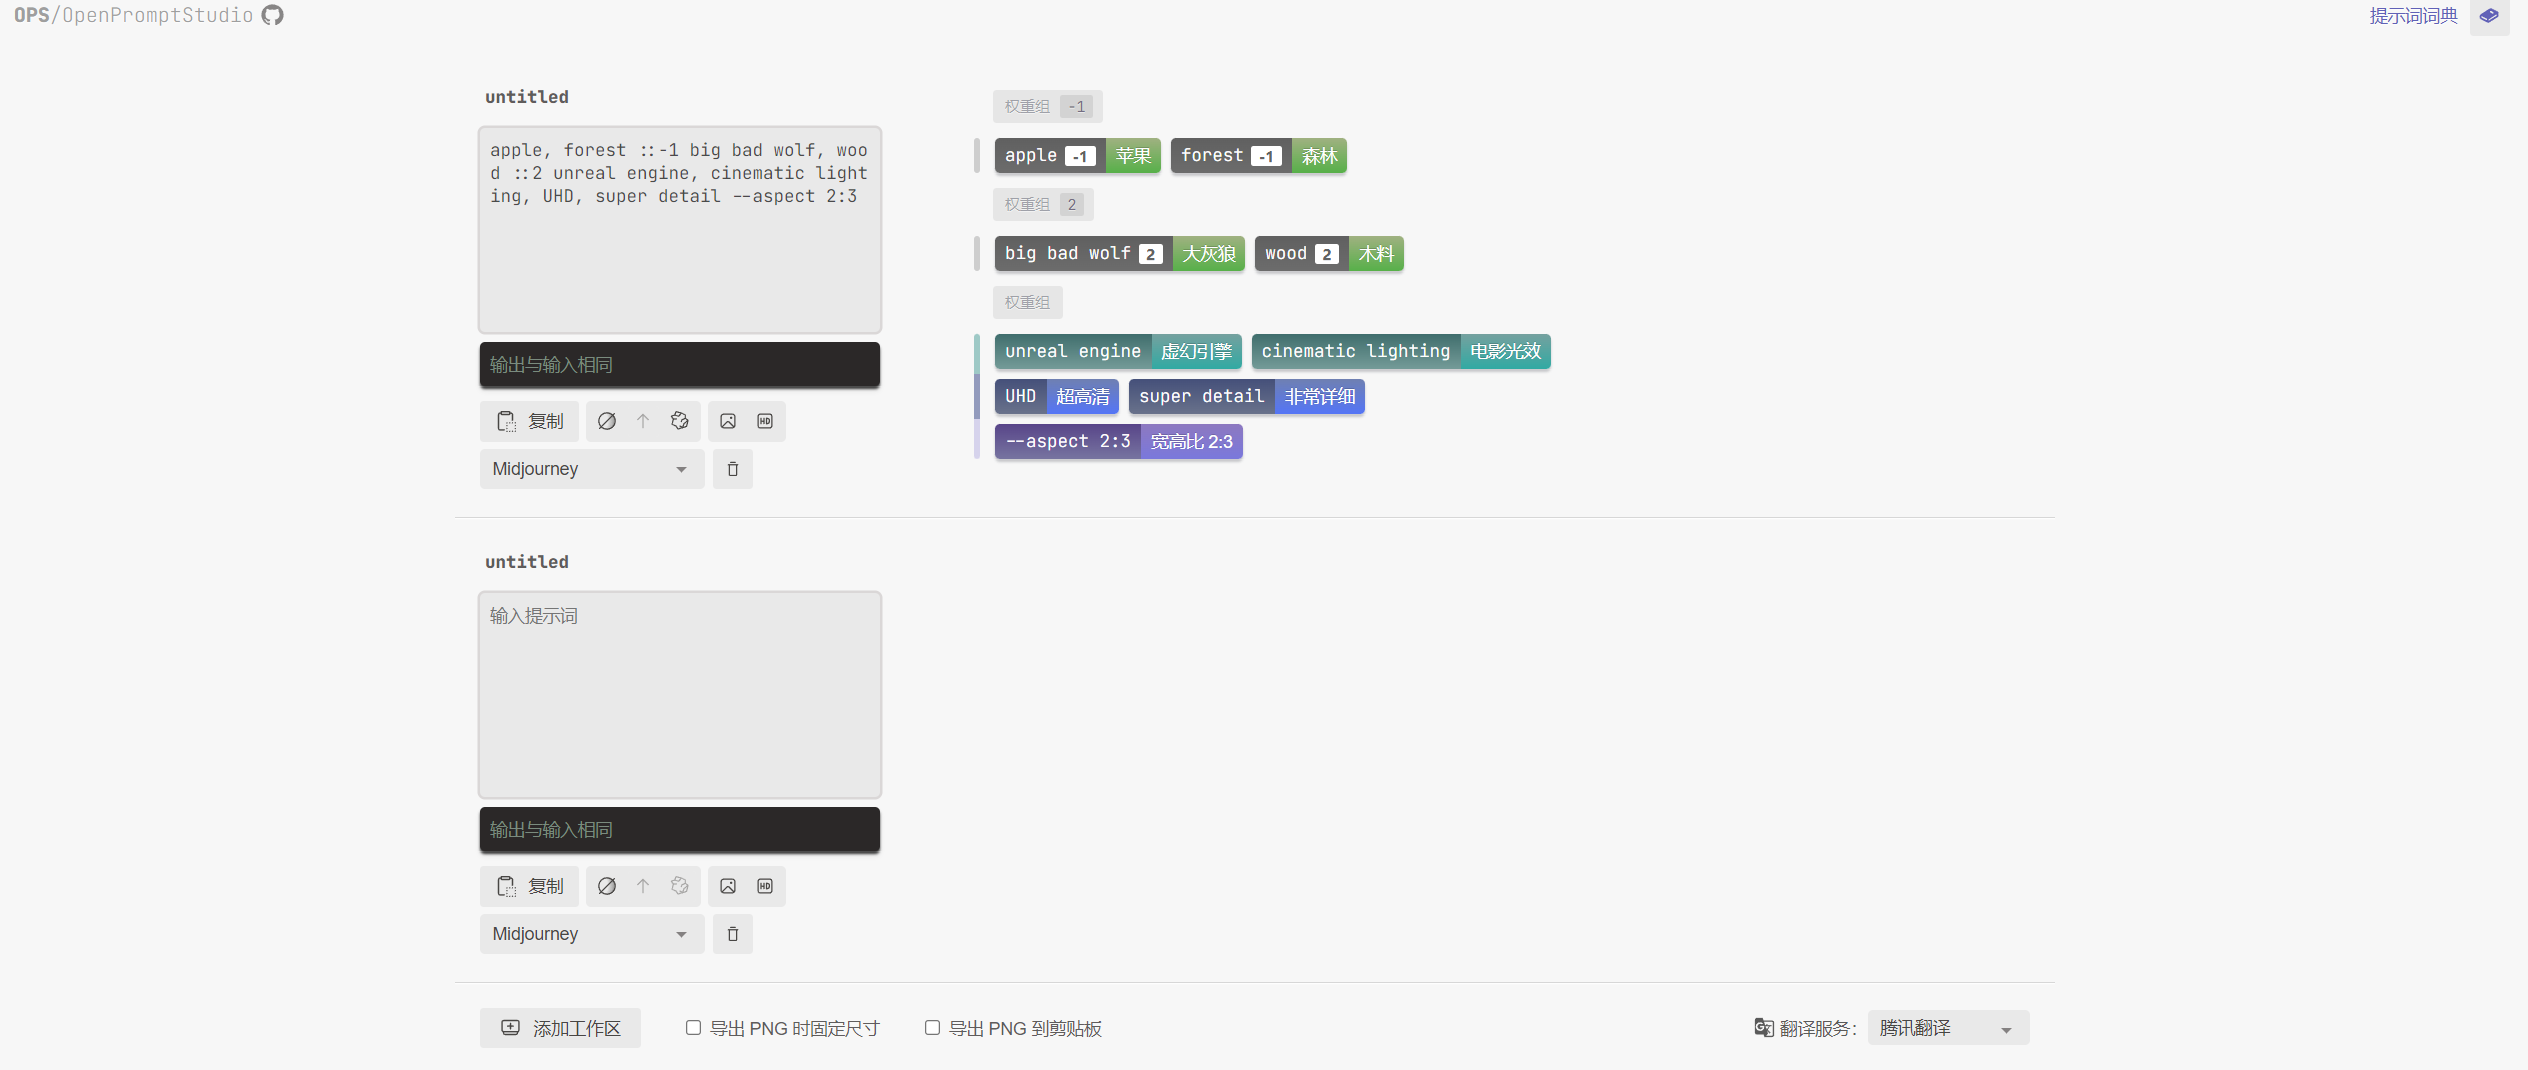 OPS/OpenPromptStudio
提示词词典
untitled
apple, forest ::-1 big bad wolf, woo
d ::2 unreal engine, cinematic light
ing, UHD, super detail --aspect 2:3
输出与输入相同
复制
HD
Midjourney
权重组 -1
apple -1 苹果 forest -1 森林
权重组 2
big bad wolf 2 大灰狼 wood 2 木料
权重组
unreal engine 虚幻引擎 cinematic lighting 电影光效
UHD 超高清 super detail 非常详细
--aspect 2:3 宽高比 2:3
untitled
输入提示词
输出与输入相同
复制
HD
Midjourney
添加工作区 导出 PNG 时固定尺寸 导出 PNG 到剪贴板 翻译服务: 腾讯翻译